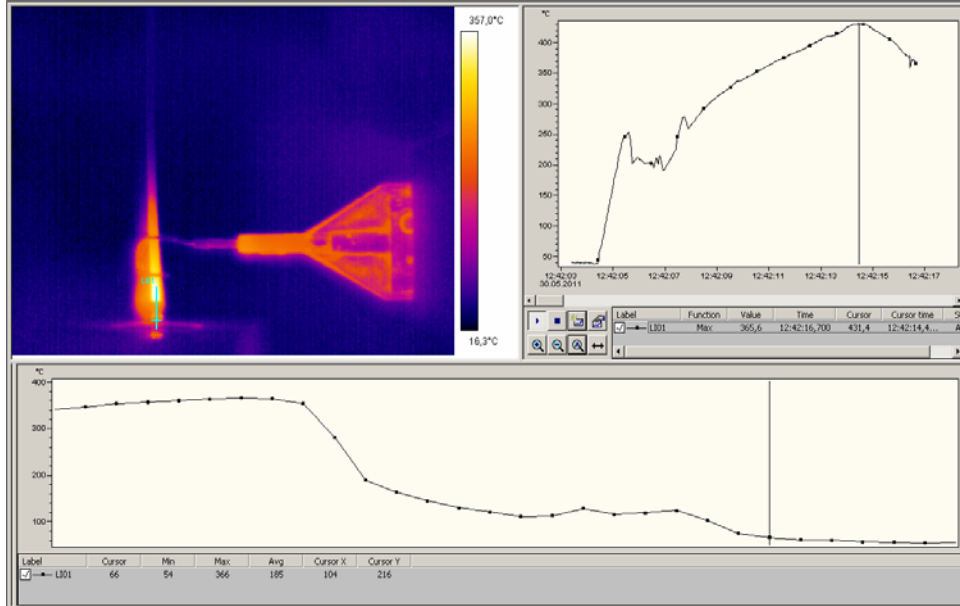 357,0°C
16,3°C
°C
400
350
300
250
200
150
100
50
12:42:03 12:42:05 12:42:07 12:42:09 12:42:11 12:42:13 12:42:15 12:42:17
30.05.2011
Label Function Value Time Cursor Cursor time
LI01 Max 365,6 12:42:16,700 431,4 12:42:14,4...
°C
400
300
200
100
Label Cursor Min Max Avg Cursor X Cursor Y
LI01 66 54 366 185 104 216